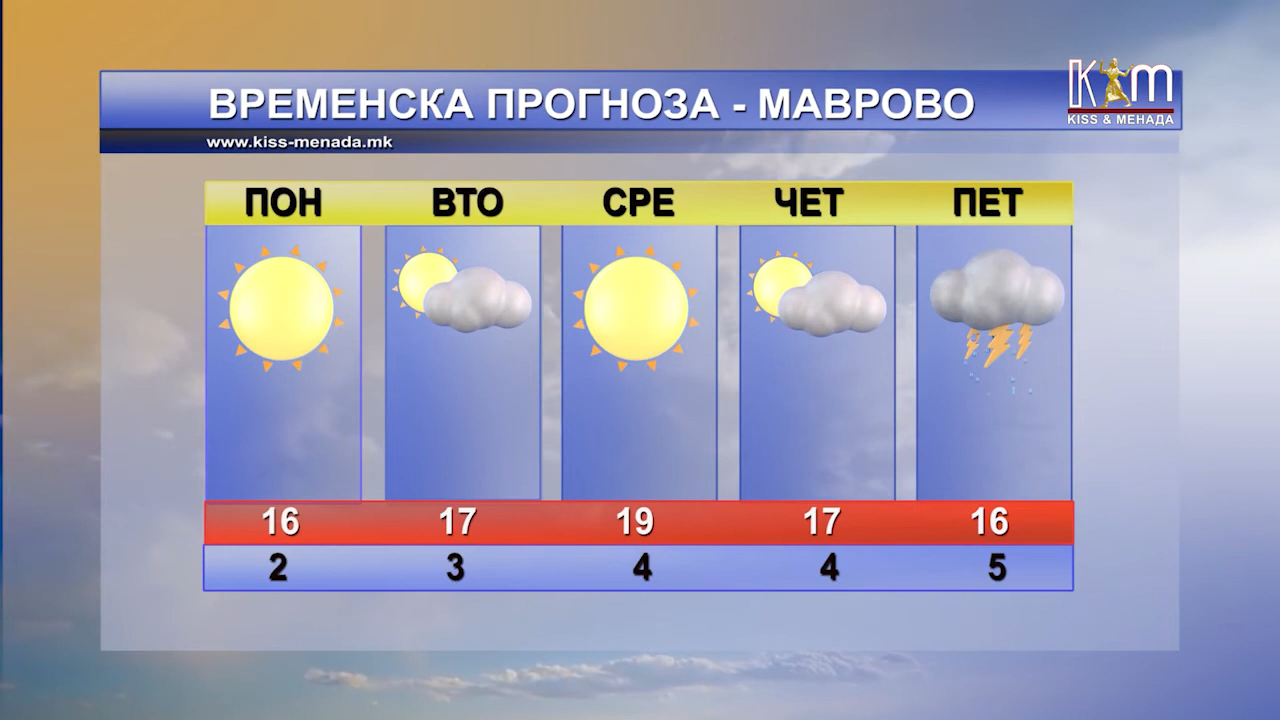 ВРЕМЕНСКА ПРОГНОЗА - МАВРОВО
Km
KISS & МЕНАДА
www.kiss-menada.mk
ПОН ВТО СРЕ ЧЕТ ПЕТ
16 17 19 17 16
2 3 4 4 5